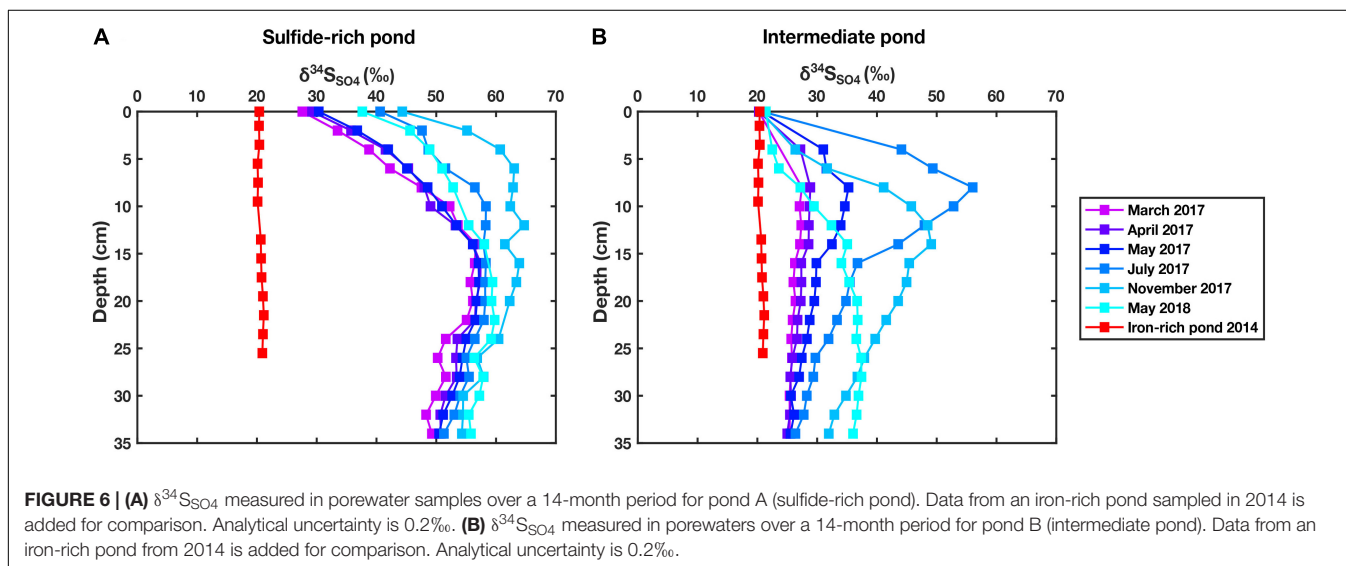 A
Sulfide-rich pond
δ34SSO4 (‰)
0 10 20 30 40 50 60 70
0
5
10
15
20
25
30
35
Depth (cm)
B
Intermediate pond
δ34SSO4 (‰)
0 10 20 30 40 50 60 70
0
5
10
15
20
25
30
35
Depth (cm)
March 2017
April 2017
May 2017
July 2017
November 2017
May 2018
Iron-rich pond 2014
FIGURE 6 | (A) δ34SSO4 measured in porewater samples over a 14-month period for pond A (sulfide-rich pond). Data from an iron-rich pond sampled in 2014 is
added for comparison. Analytical uncertainty is 0.2‰. (B) δ34SSO4 measured in porewaters over a 14-month period for pond B (intermediate pond). Data from an
iron-rich pond from 2014 is added for comparison. Analytical uncertainty is 0.2‰.